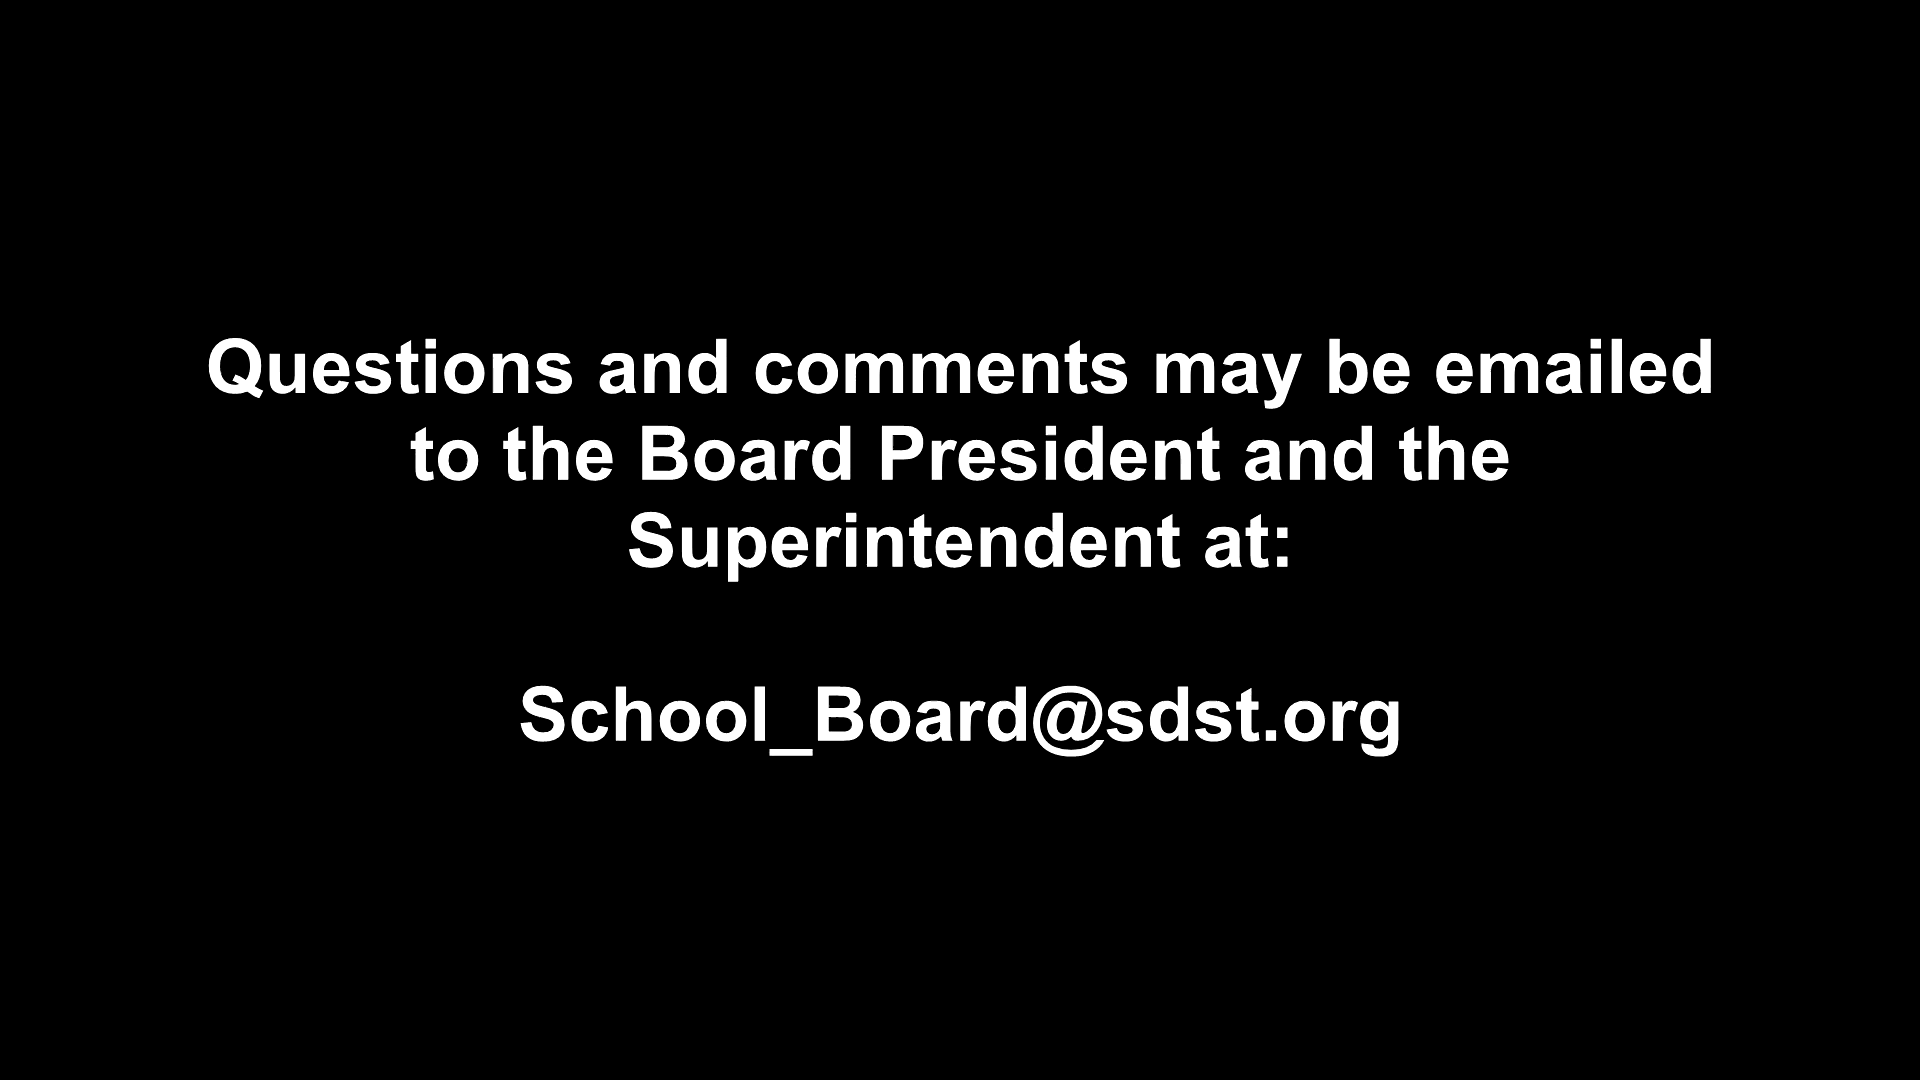 Questions and comments may be emailed
to the Board President and the
Superintendent at:
School_Board@sdst.org